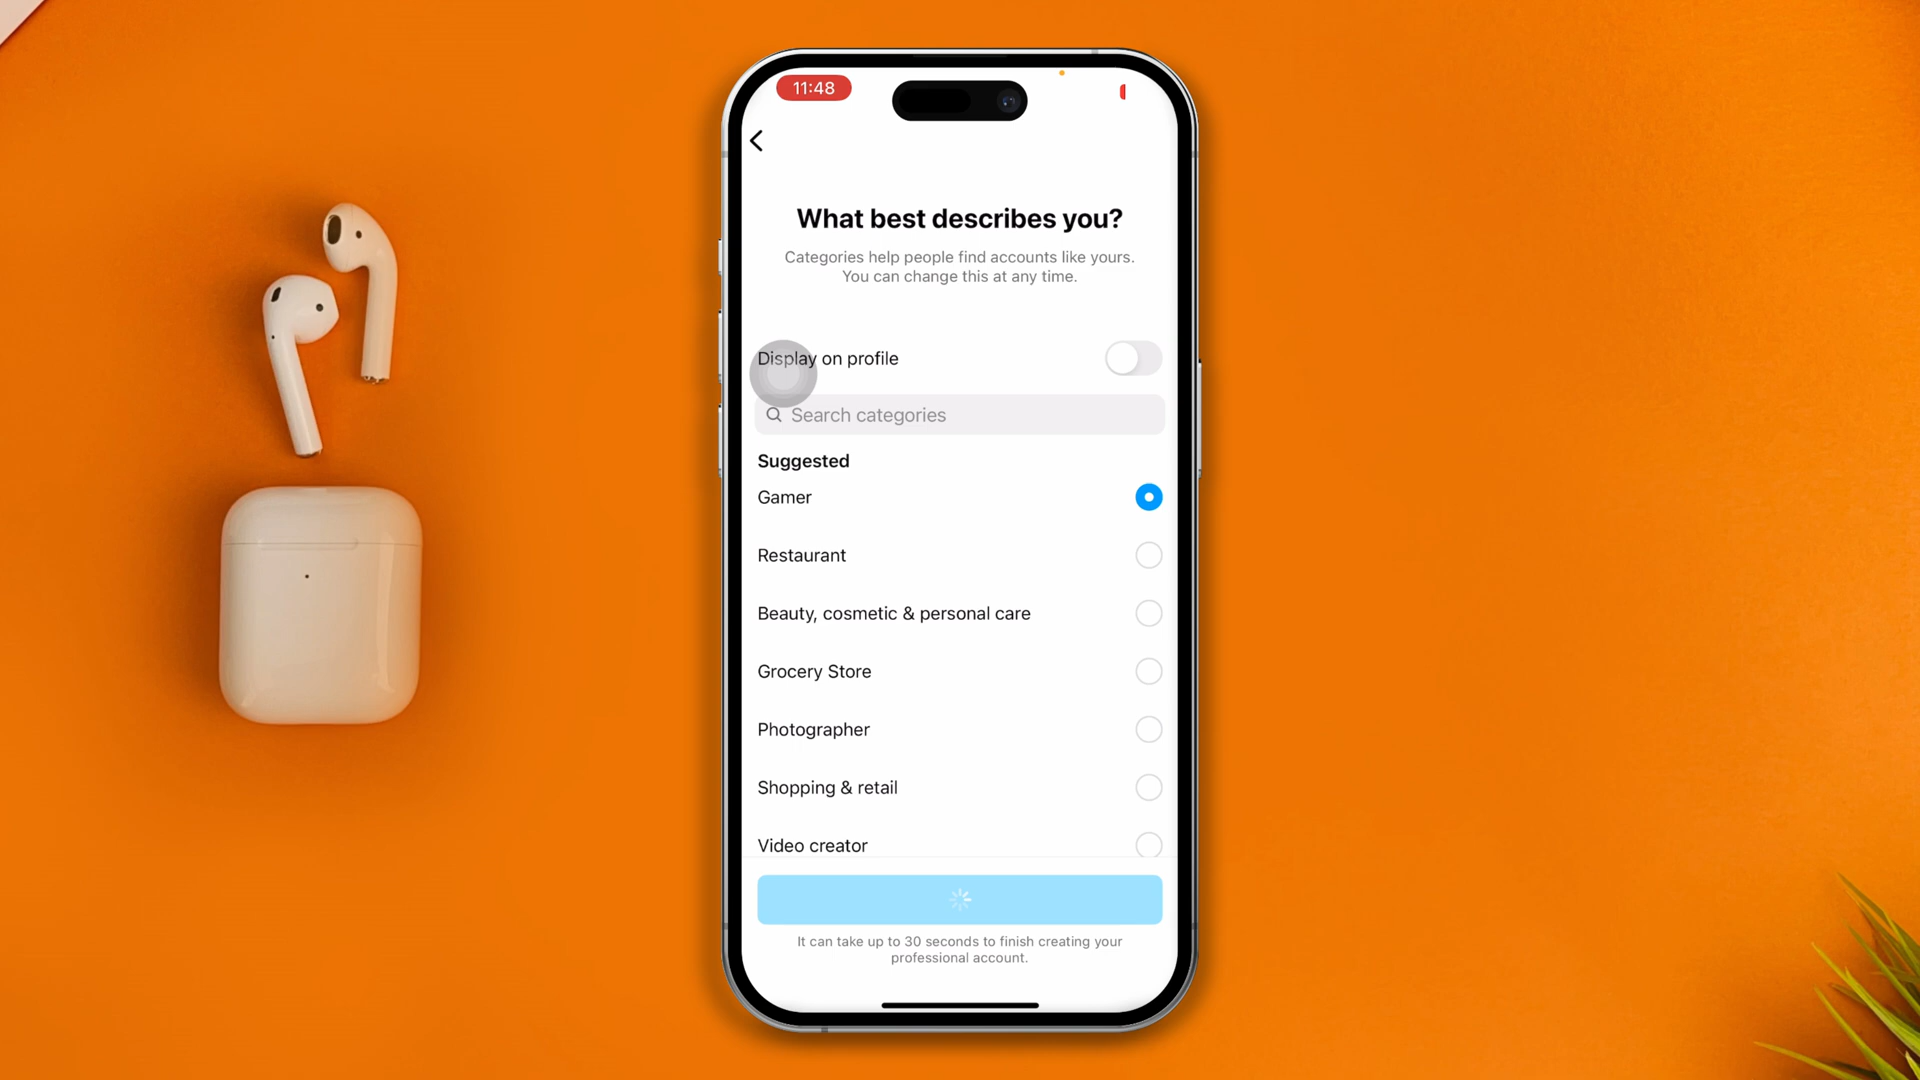 11:48
What best describes you?
Categories help people find accounts like yours.
You can change this at any time.
Display on profile
Search categories
Suggested
Gamer
Restaurant
Beauty, cosmetic & personal care
Grocery Store
Photographer
Shopping & retail
Video creator
It can take up to 30 seconds to finish creating your
professional account.